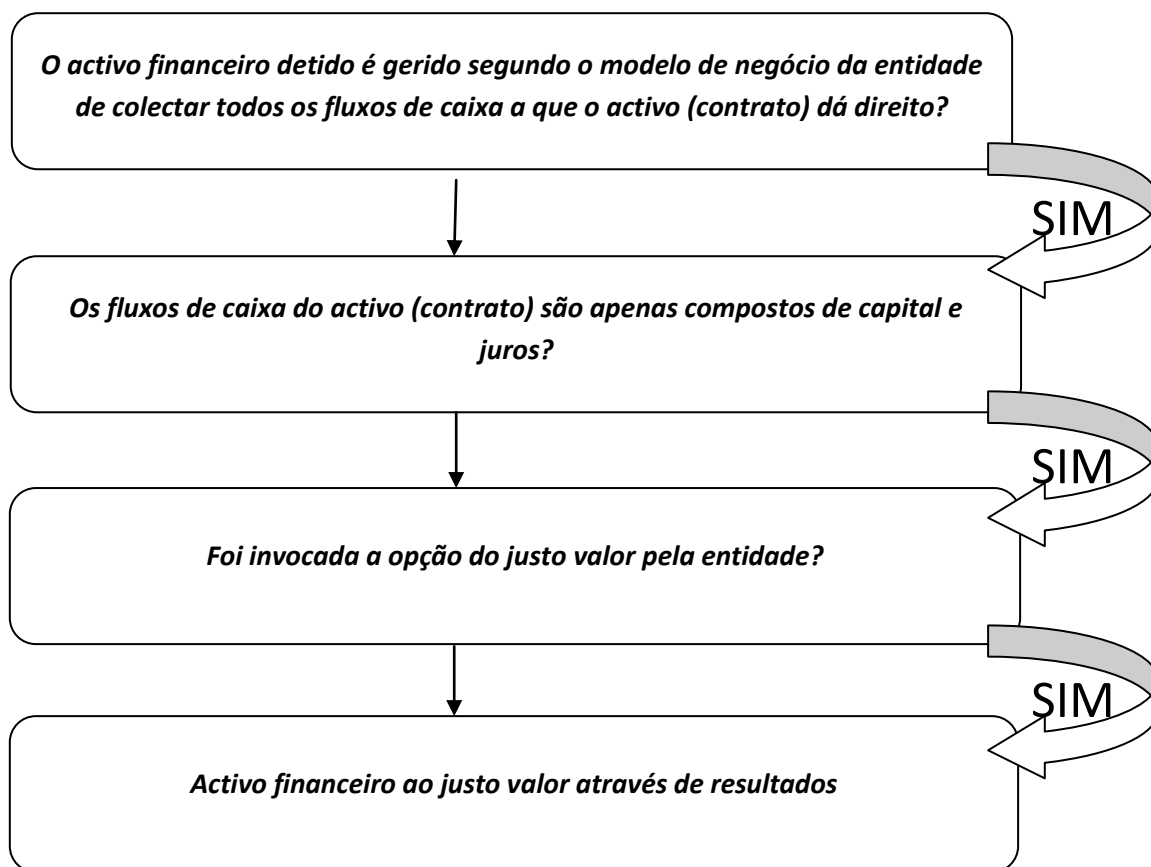 O activo financeiro detido é gerido segundo o modelo de negócio da entidade
de colectar todos os fluxos de caixa a que o activo (contrato) dá direito?
SIM
Os fluxos de caixa do activo (contrato) são apenas compostos de capital e
juros?
SIM
Foi invocada a opção do justo valor pela entidade?
SIM
Activo financeiro ao justo valor através de resultados